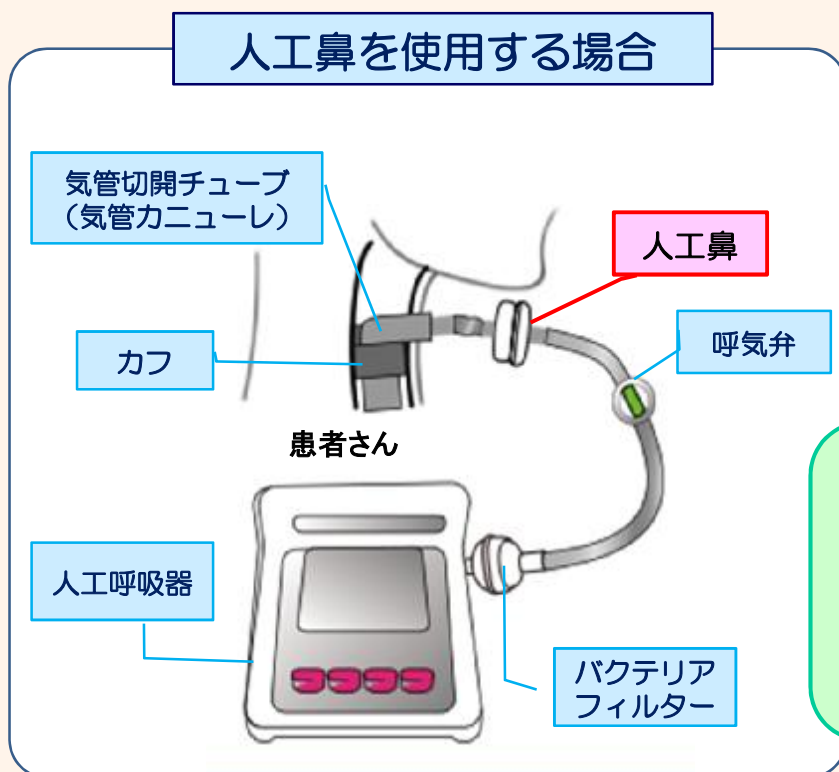 人工鼻を使用する場合
気管切開チューブ
（気管カニューレ）
人工鼻
呼気弁
カフ
患者さん
人工呼吸器
バクテリア
フィルター